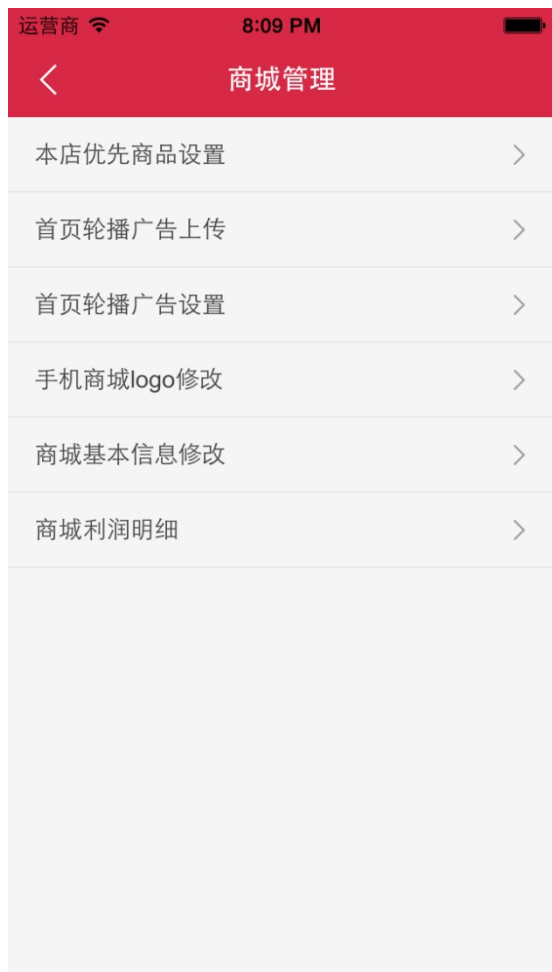 运营商 8:09 PM
商城管理
本店优先商品设置
首页轮播广告上传
首页轮播广告设置
手机商城logo修改
商城基本信息修改
商城利润明细